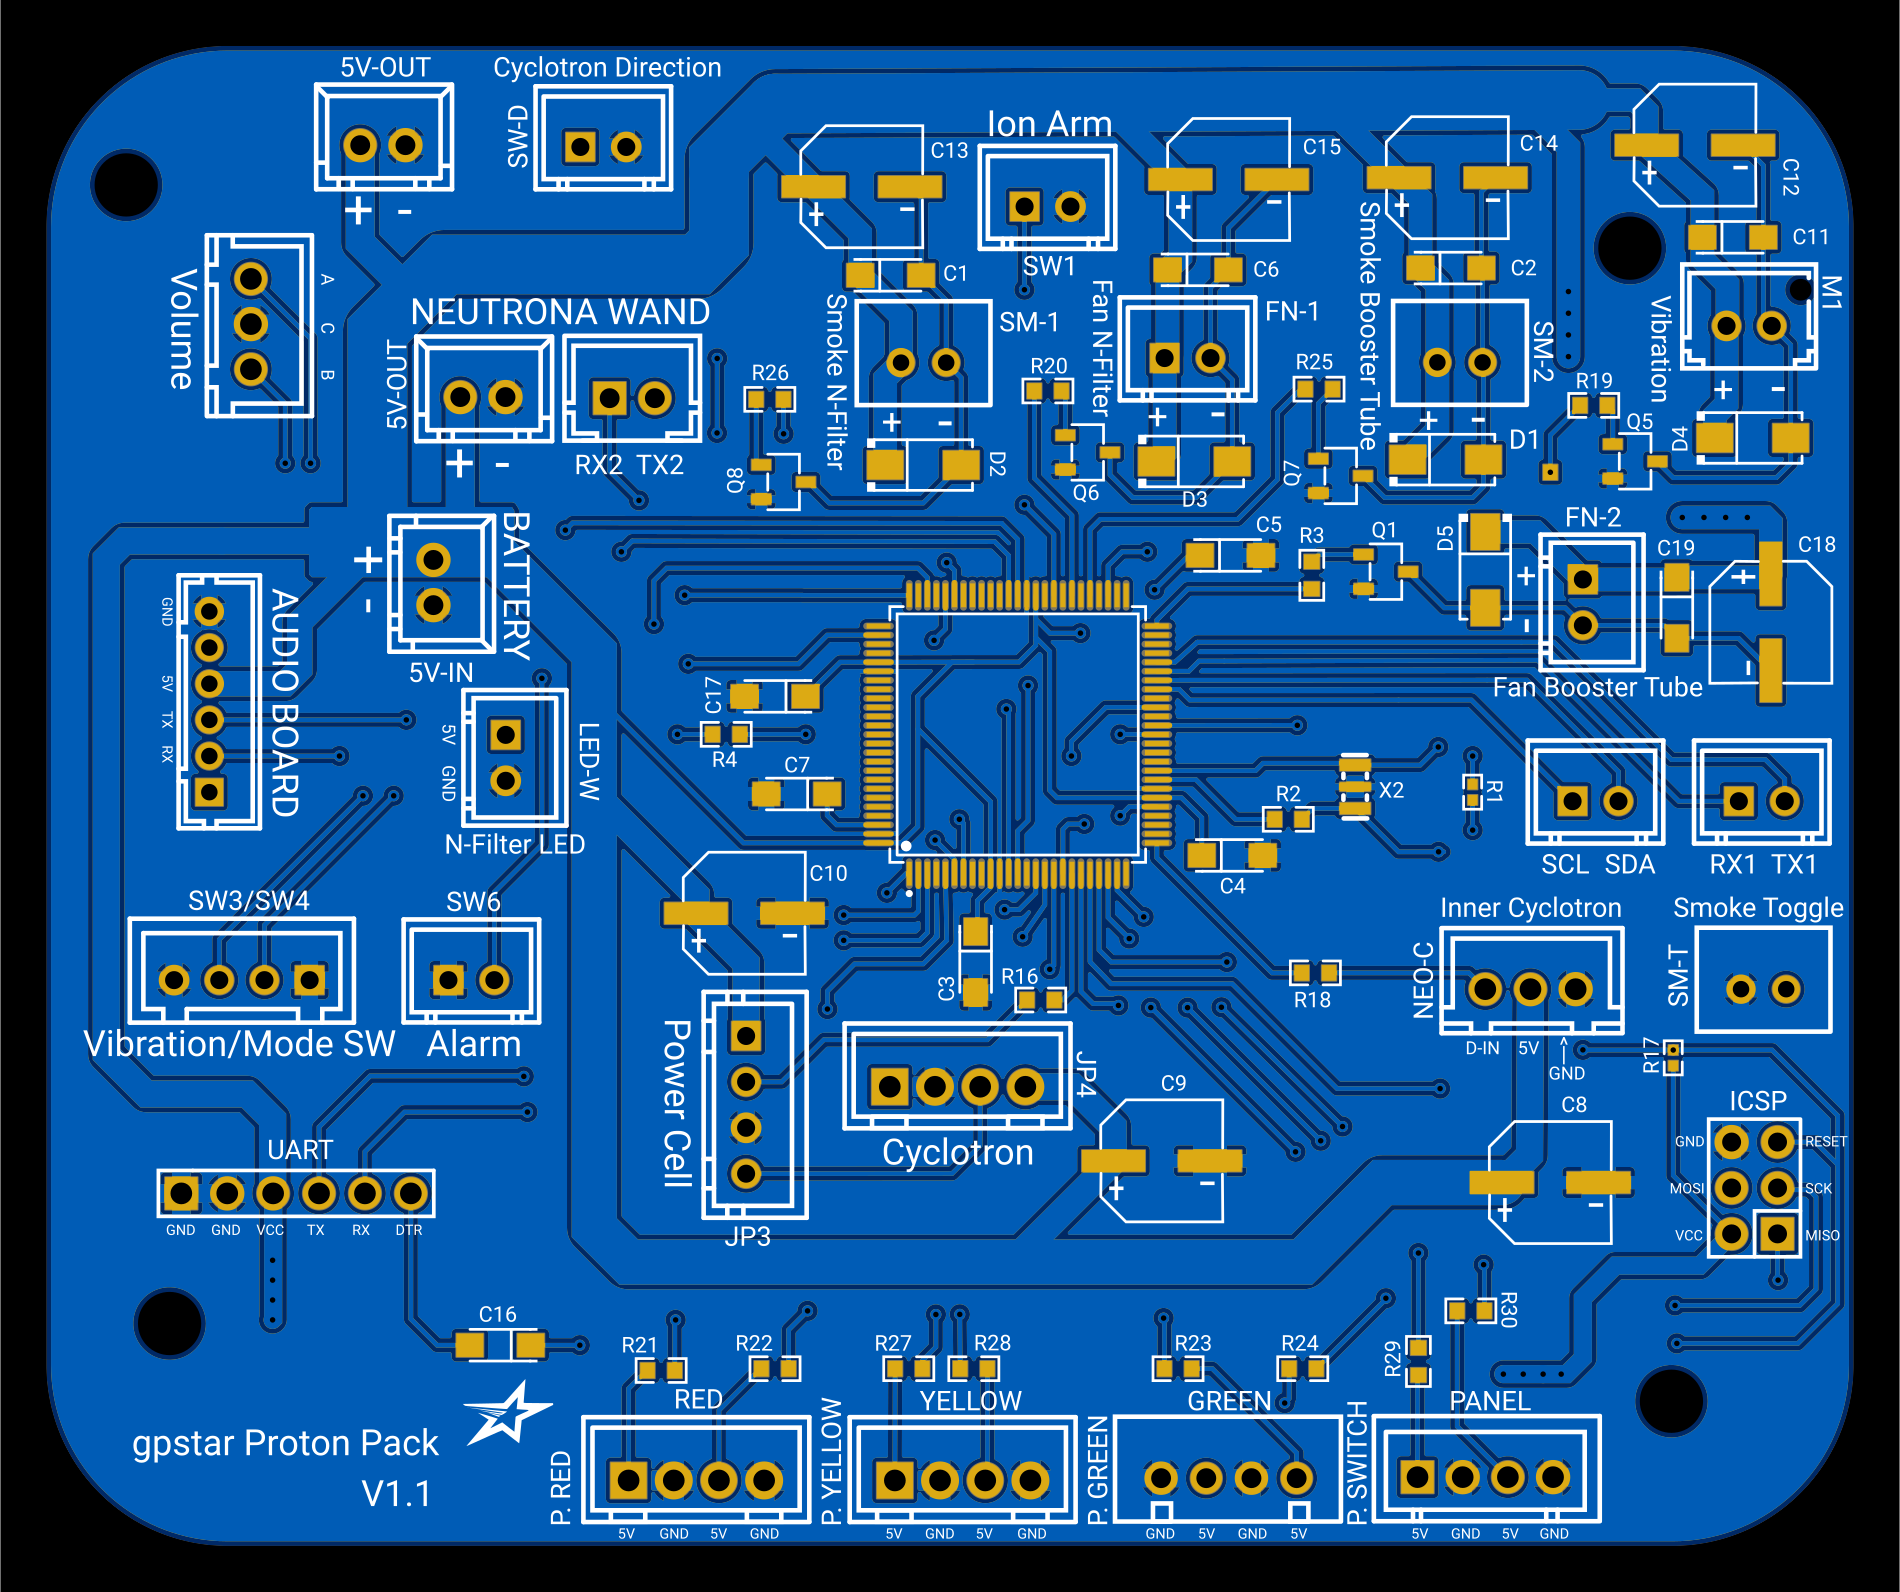 5V-OUT
Cyclotron Direction
SW-D
+ -
Volume
A
C
B
NEUTRONA WAND
5V-OUT
+ -
RX2 TX2
BATTERY
+
-
5V-IN
AUDIO BOARD
GND
5V
TX
RX
LED-W
5V
GND
N-Filter LED
Ion Arm
SW1
C13
+ -
C1
Smoke N-Filter
SM-1
+ -
D2
R26
Q8
C15
+ -
C6
Fan N-Filter
FN-1
+ -
D3
R20
Q6
C14
+ -
C2
Smoke Booster Tube
SM-2
+ -
D1
R25
Q7
C12
+ -
C11
M1
Vibration
+ -
D4
R19
Q5
C5
R3
Q1
D5
FN-2
+
-
C19
C18
+
-
Fan Booster Tube
C17
R4
C7
R2
X2
R1
C4
SCL SDA
RX1 TX1
SW3/SW4
SW6
Vibration/Mode SW
Alarm
C10
+ -
C3
R16
R18
Inner Cyclotron
NEO-C
D-IN 5V ^
GND
Smoke Toggle
SM-T
R17
Power Cell
JP3
JP4
Cyclotron
C9
+ -
C8
+ -
ICSP
GND RESET
MOSI SCK
VCC MISO
UART
GND GND VCC TX RX DTR
C16
R21
R22
R27
R28
R23
R24
R29
R30
RED
YELLOW
GREEN
PANEL
P. RED
P. YELLOW
P. GREEN
P. SWITCH
5V GND 5V GND
5V GND 5V GND
GND 5V GND 5V
5V GND 5V GND
gpstar Proton Pack
V1.1